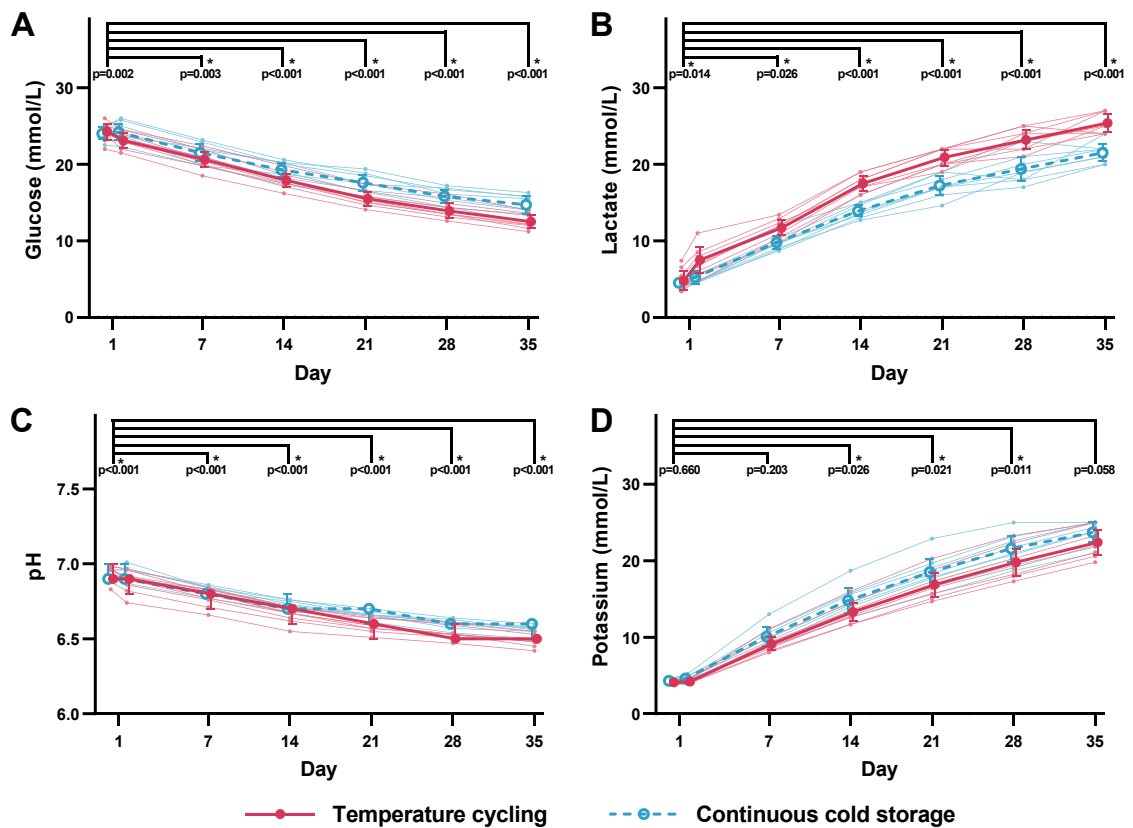 A
* * * * *
p=0.002 p=0.003 p<0.001 p<0.001 p<0.001 p<0.001
30
20
10
0
Glucose (mmol/L)
1 7 14 21 28 35
Day
B
* * * * * *
p=0.014 p=0.026 p<0.001 p<0.001 p<0.001 p<0.001
30
20
10
0
Lactate (mmol/L)
1 7 14 21 28 35
Day
C
* * * * * *
p<0.001 p<0.001 p<0.001 p<0.001 p<0.001 p<0.001
7.5
7.0
6.5
6.0
pH
1 7 14 21 28 35
Day
D
* * *
p=0.660 p=0.203 p=0.026 p=0.021 p=0.011 p=0.058
30
20
10
0
Potassium (mmol/L)
1 7 14 21 28 35
Day
Temperature cycling
Continuous cold storage